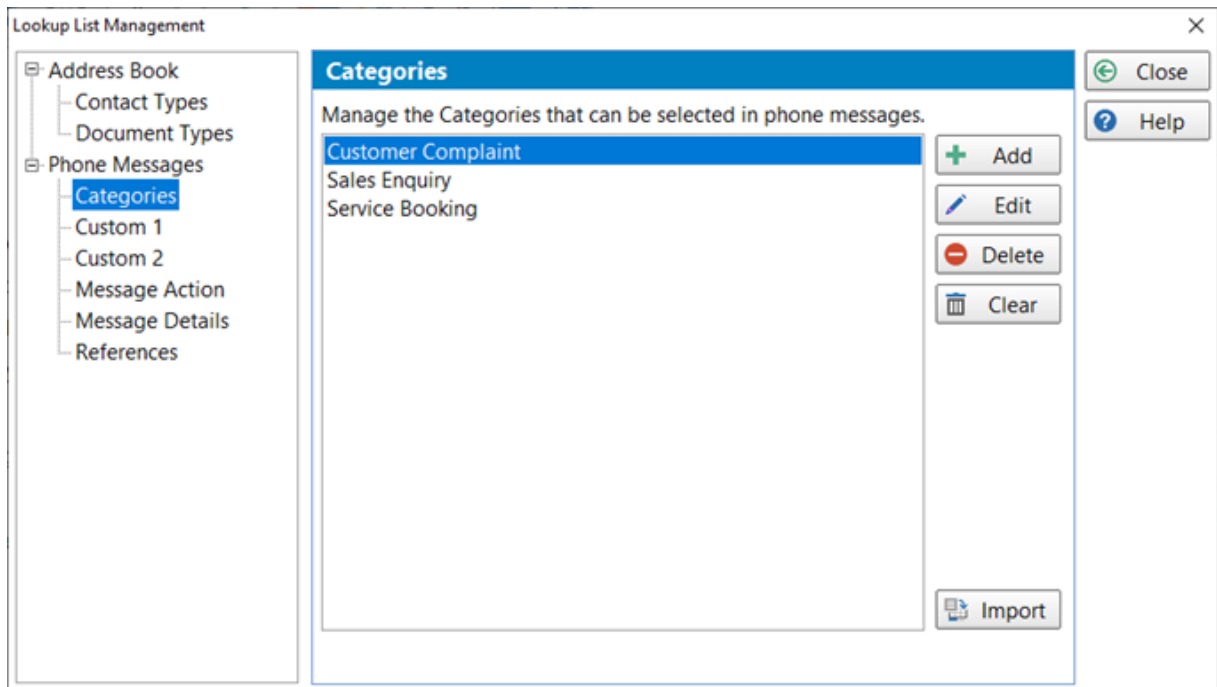 Lookup List Management
Address Book
Contact Types
Document Types
Phone Messages
Categories
Custom 1
Custom 2
Message Action
Message Details
References
Categories
Manage the Categories that can be selected in phone messages.
Customer Complaint
Sales Enquiry
Service Booking
Add
Edit
Delete
Clear
Import
Close
Help